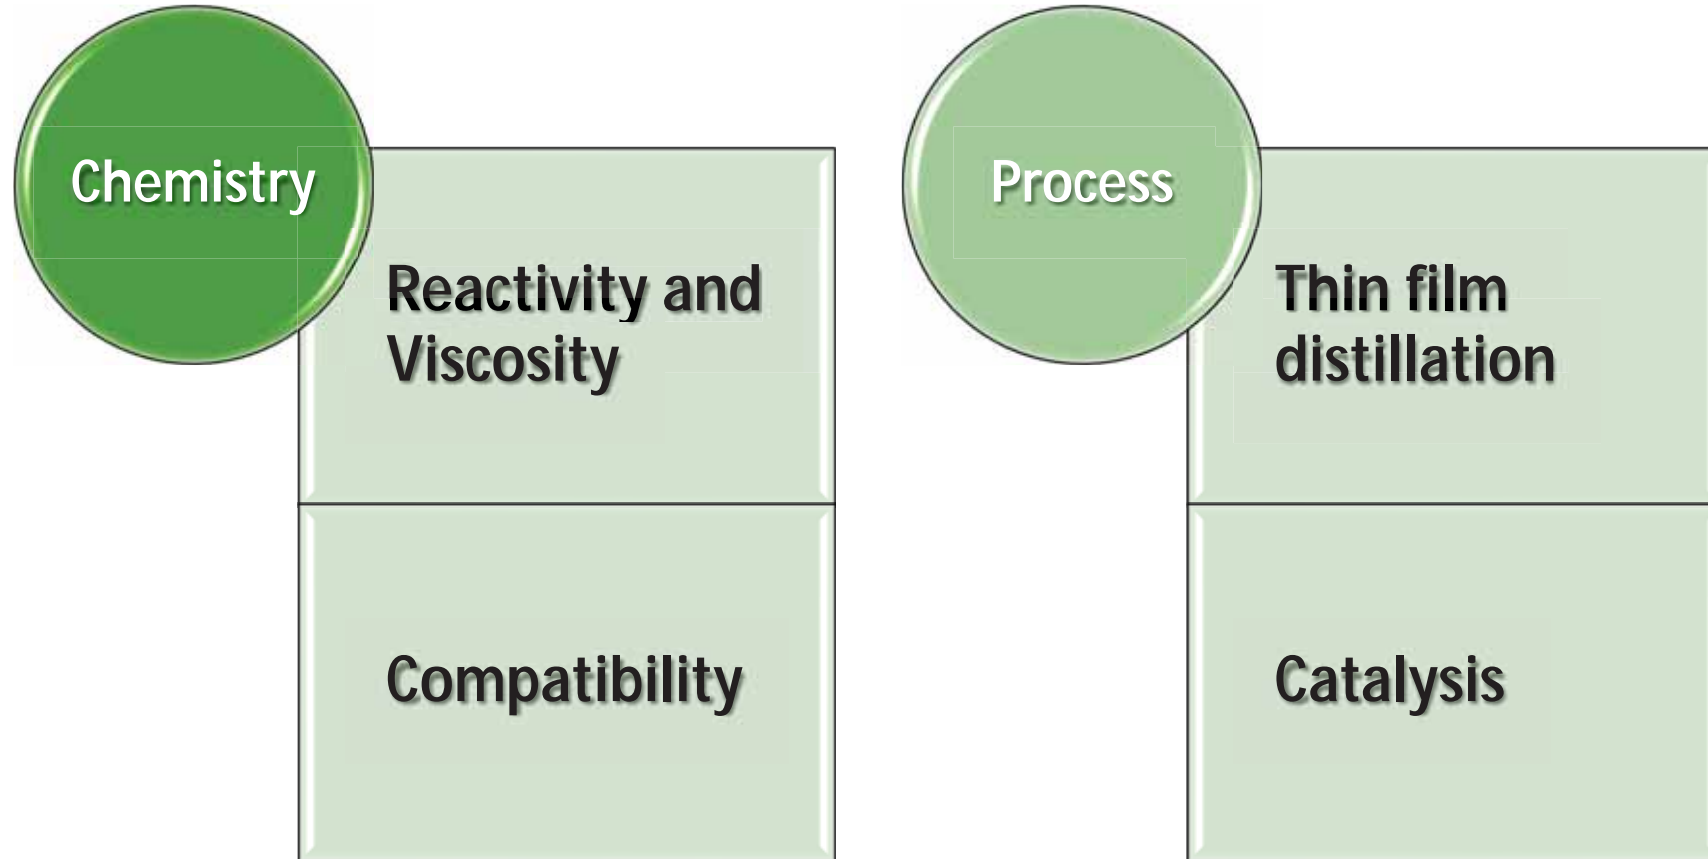 Chemistry
Reactivity and
Viscosity
Compatibility
Process
Thin film
distillation
Catalysis